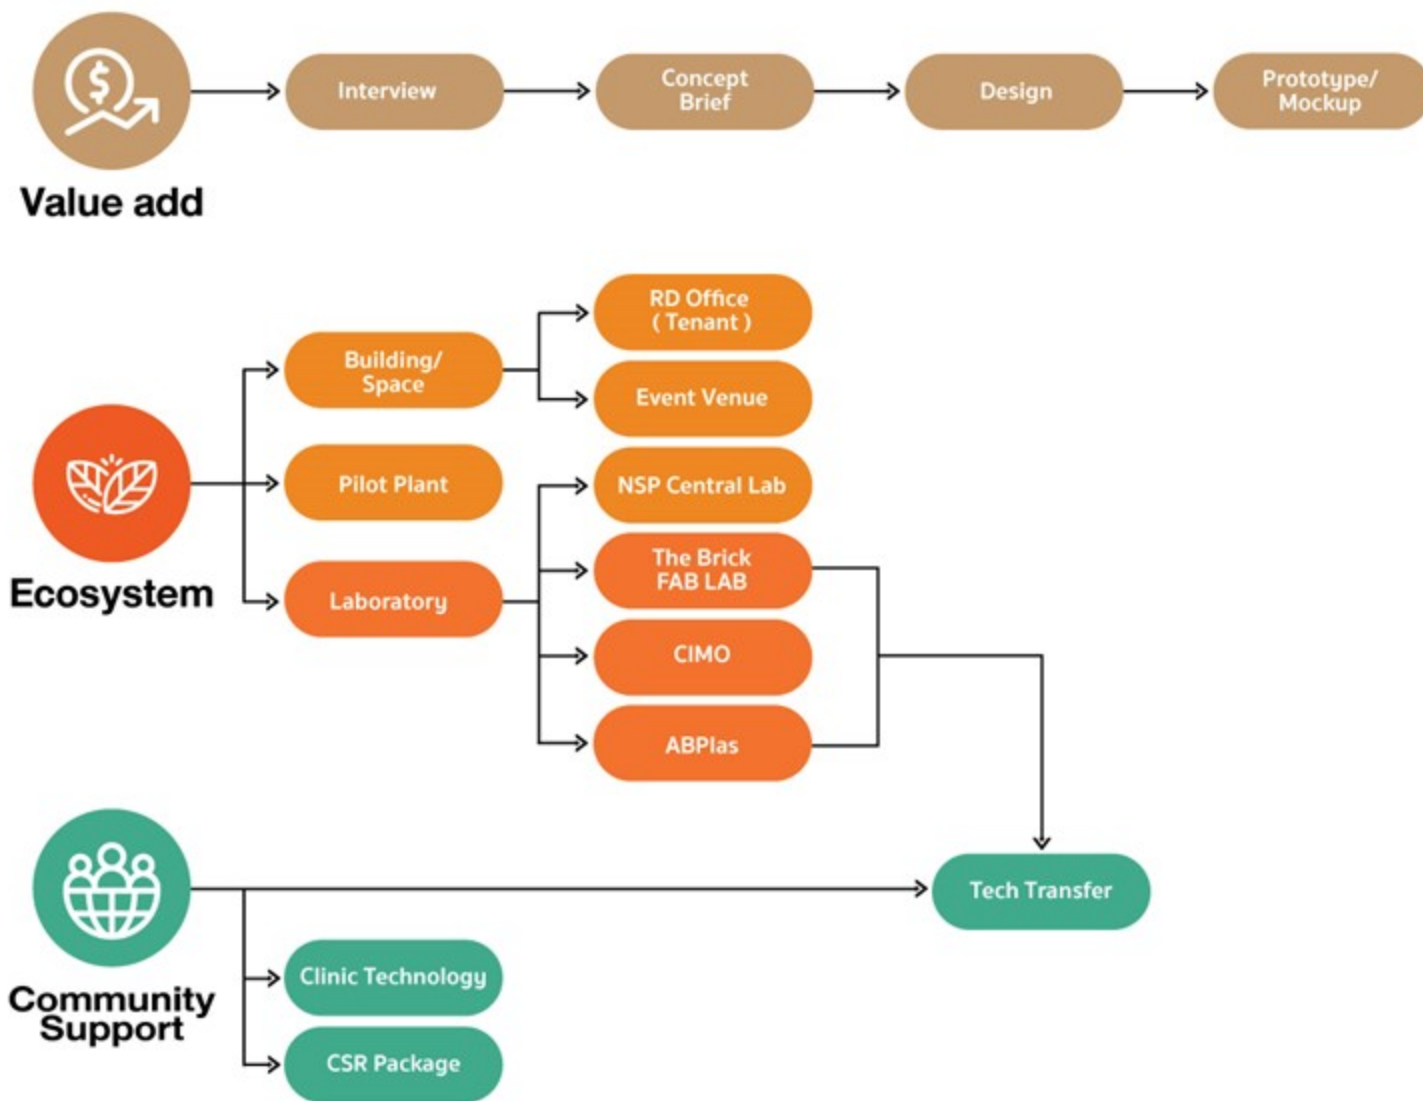 Value add
Interview
Concept
Brief
Design
Prototype/
Mockup
Ecosystem
Building/
Space
RD Office
( Tenant )
Event Venue
Pilot Plant
Laboratory
NSP Central Lab
The Brick
FAB LAB
CIMO
ABPlas
Community
Support
Tech Transfer
Clinic Technology
CSR Package